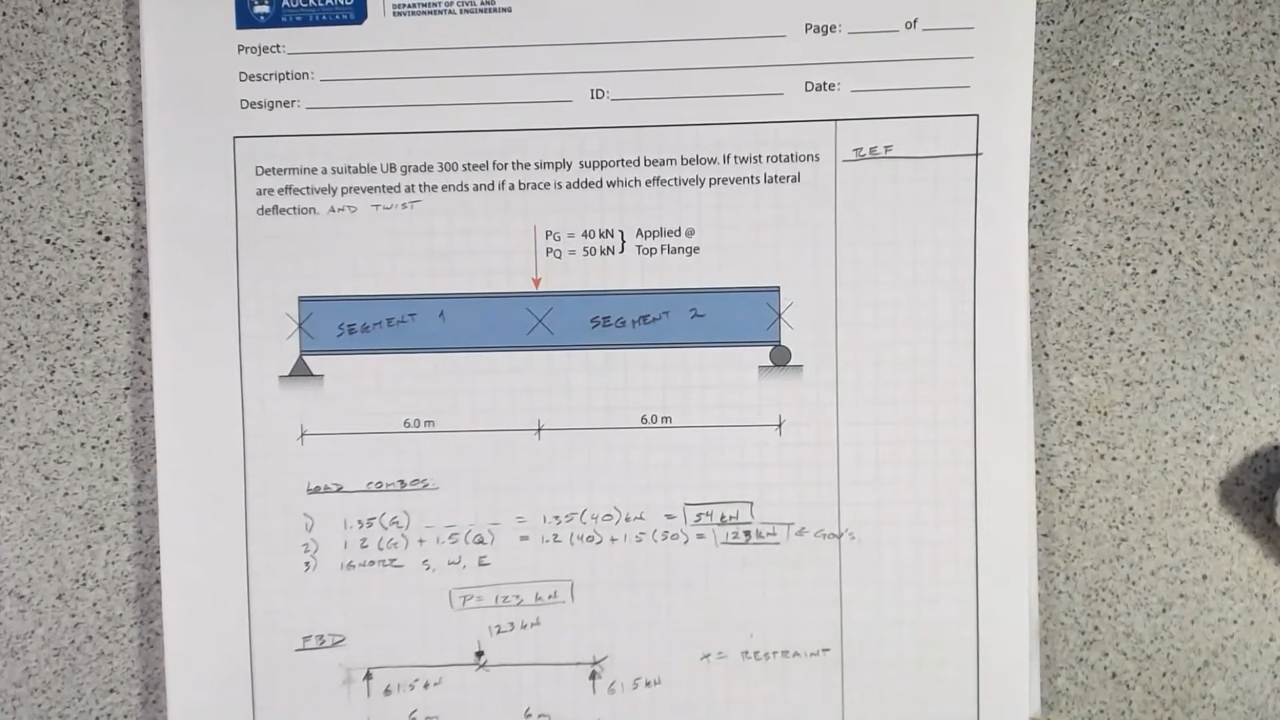 AUCKLAND
NEW ZEALAND
DEPARTMENT OF CIVIL AND
ENVIRONMENTAL ENGINEERING
Project:
Page: of
Description:
Designer: ID: Date:
REF
Determine a suitable UB grade 300 steel for the simply supported beam below. If twist rotations
are effectively prevented at the ends and if a brace is added which effectively prevents lateral
deflection. AND TWIST
PG = 40 kN } Applied @
PQ = 50 kN } Top Flange
SEGMENT 1 SEGMENT 2
6.0 m 6.0 m
LOAD COMBOS:
1) 1.35(G) _ _ _ _ = 1.35(40)kN = 54 kN
2) 1.2(G) + 1.5(Q) = 1.2(40)+1.5(50) = 123 kN ← GOV'S
3) IGNORE S, W, E
P = 123 kN
123 kN
FBD
X = RESTRAINT
61.5 kN 61.5 kN
6m 6m